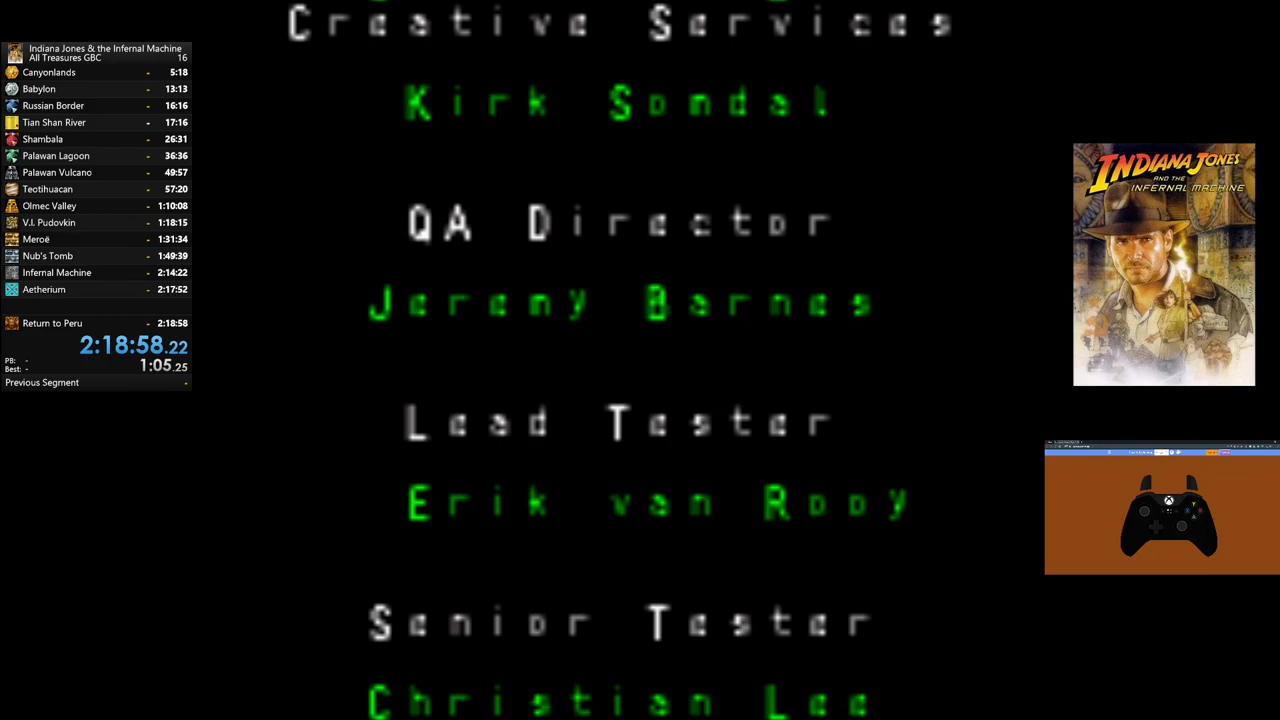 Indiana Jones & the Infernal Machine
All Treasures GBC 16
Canyonlands - 5:18
Babylon - 13:13
Russian Border - 16:16
Tian Shan River - 17:16
Shambala - 26:31
Palawan Lagoon - 36:36
Palawan Vulcano - 49:57
Teotihuacan - 57:20
Olmec Valley - 1:10:08
V.I. Pudovkin - 1:18:15
Meroë - 1:31:34
Nub's Tomb - 1:49:39
Infernal Machine - 2:14:22
Aetherium - 2:17:52
Return to Peru - 2:18:58
2:18:58.22
PB: -
Best: -
1:05.25
Previous Segment -
Creative Services
Kirk Sondal
QA Director
Jeremy Barnes
Lead Tester
Erik van Rooy
Senior Tester
Christian Lee
INDIANA JONES
AND THE
INFERNAL MACHINE